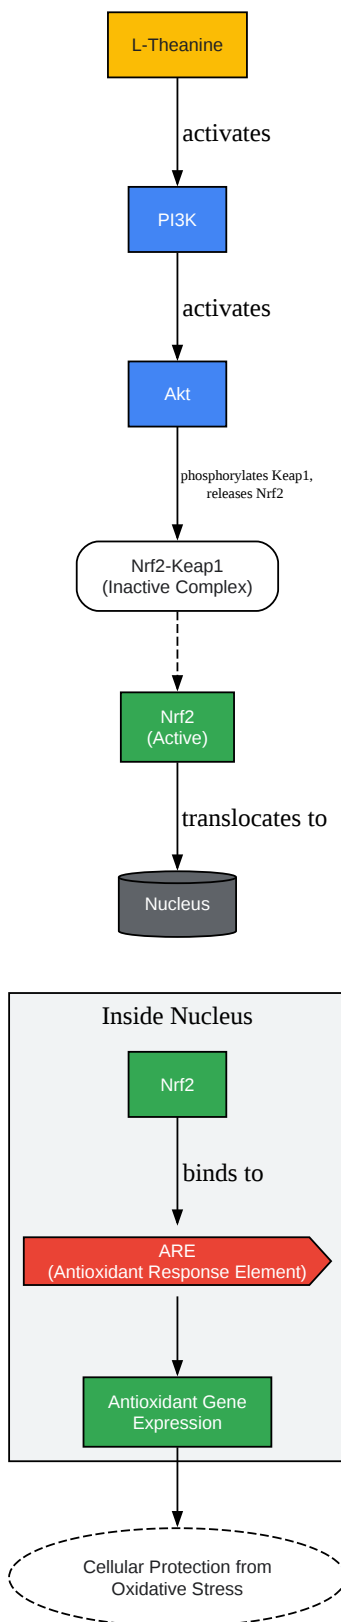 L-Theanine
activates
PI3K
activates
Akt
phosphorylates Keap1,
releases Nrf2
Nrf2-Keap1
(Inactive Complex)
Nrf2
(Active)
translocates to
Nucleus
Inside Nucleus
Nrf2
binds to
ARE
(Antioxidant Response Element)
Antioxidant Gene
Expression
Cellular Protection from
Oxidative Stress